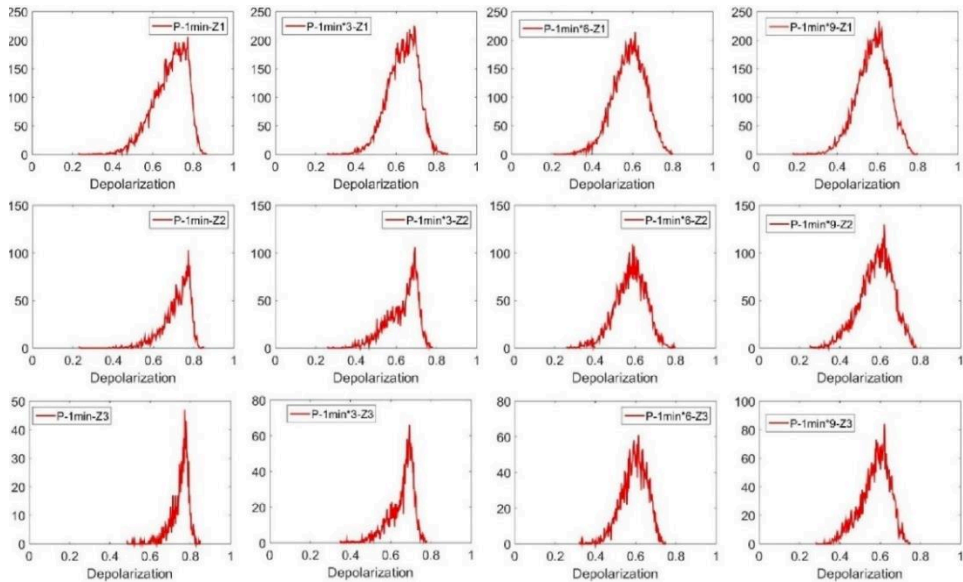 250
200
150
100
50
0
P-1min-Z1
0 0.2 0.4 0.6 0.8 1
Depolarization
250
200
150
100
50
0
P-1min*3-Z1
0 0.2 0.4 0.6 0.8 1
Depolarization
250
200
150
100
50
0
P-1min*6-Z1
0 0.2 0.4 0.6 0.8 1
Depolarization
250
200
150
100
50
0
P-1min*9-Z1
0 0.2 0.4 0.6 0.8 1
Depolarization
150
100
50
0
P-1min-Z2
0 0.2 0.4 0.6 0.8 1
Depolarization
150
100
50
0
P-1min*3-Z2
0 0.2 0.4 0.6 0.8 1
Depolarization
150
100
50
0
P-1min*6-Z2
0 0.2 0.4 0.6 0.8 1
Depolarization
150
100
50
0
P-1min*9-Z2
0 0.2 0.4 0.6 0.8 1
Depolarization
50
40
30
20
10
0
P-1min-Z3
0 0.2 0.4 0.6 0.8 1
Depolarization
80
60
40
20
0
P-1min*3-Z3
0 0.2 0.4 0.6 0.8 1
Depolarization
80
60
40
20
0
P-1min*6-Z3
0 0.2 0.4 0.6 0.8 1
Depolarization
100
80
60
40
20
0
P-1min*9-Z3
0 0.2 0.4 0.6 0.8 1
Depolarization